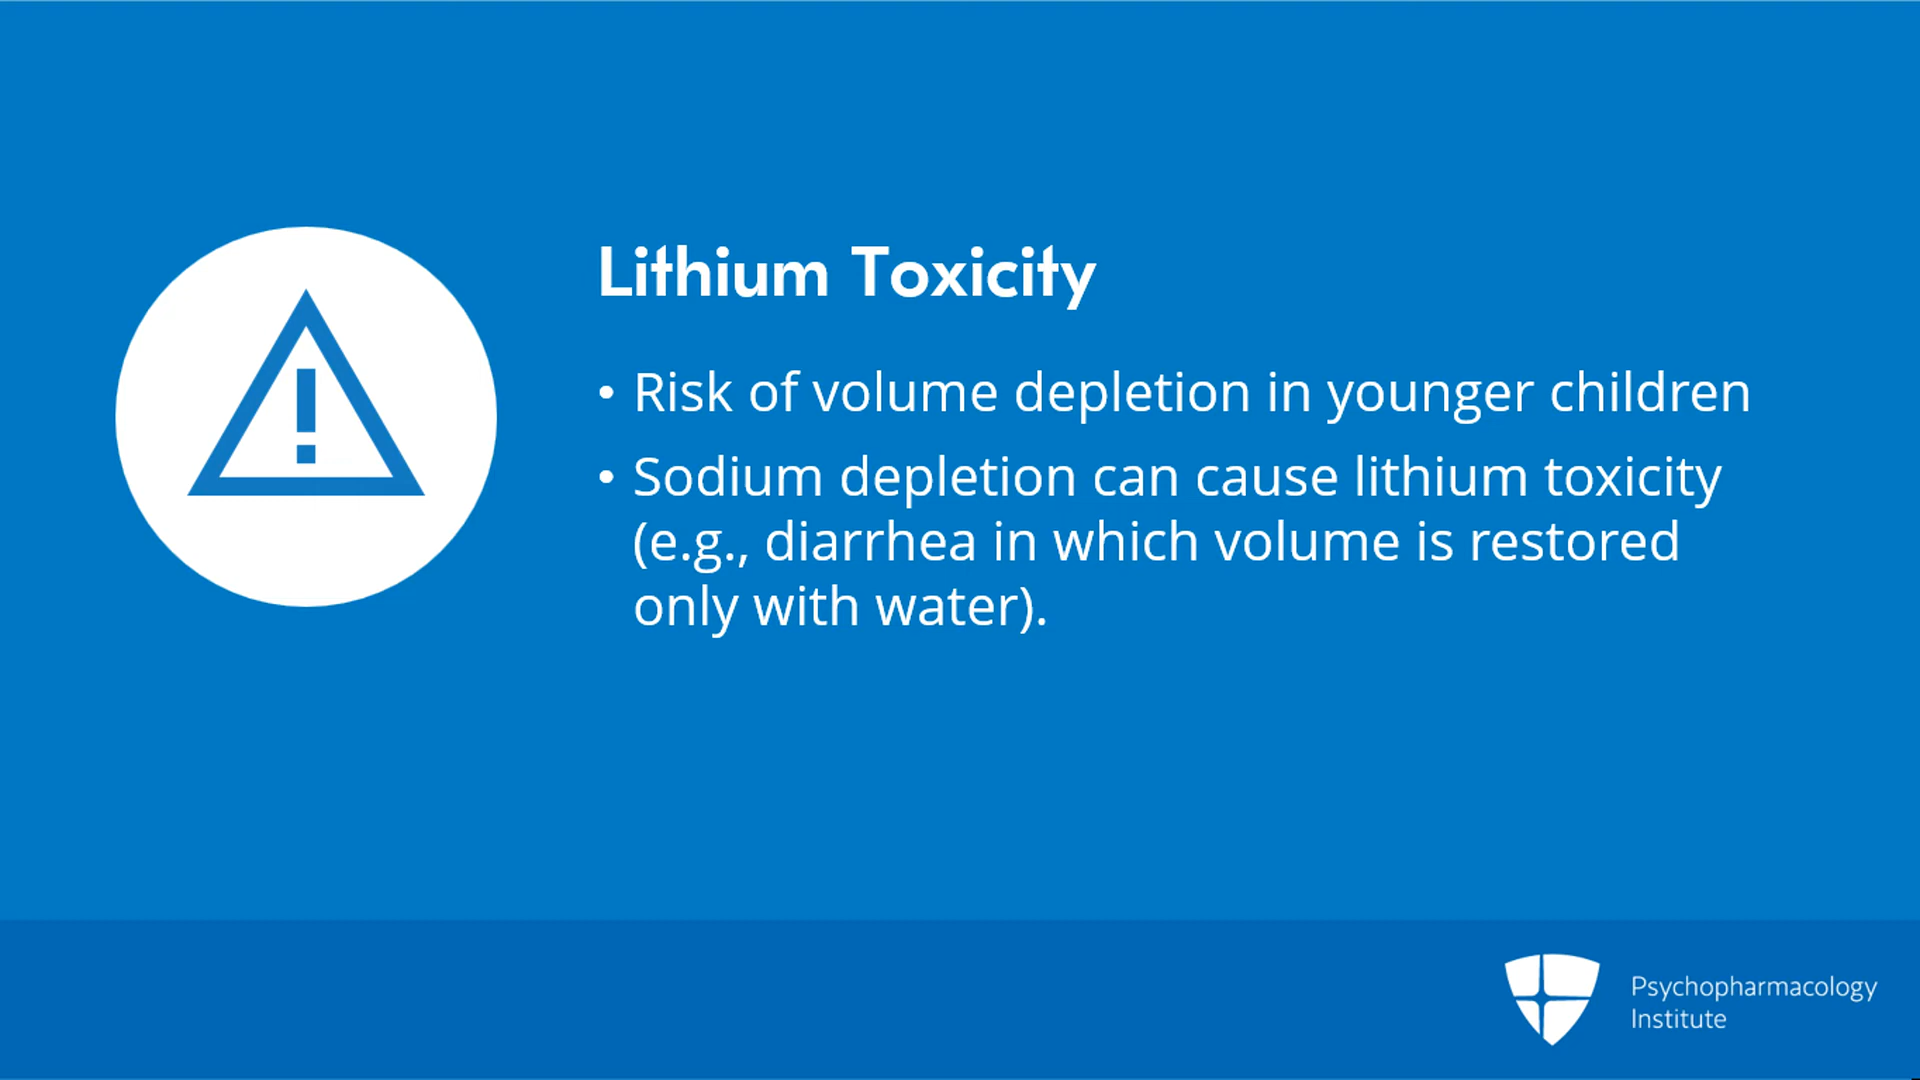 Lithium Toxicity
• Risk of volume depletion in younger children
• Sodium depletion can cause lithium toxicity
(e.g., diarrhea in which volume is restored
only with water).
Psychopharmacology
Institute